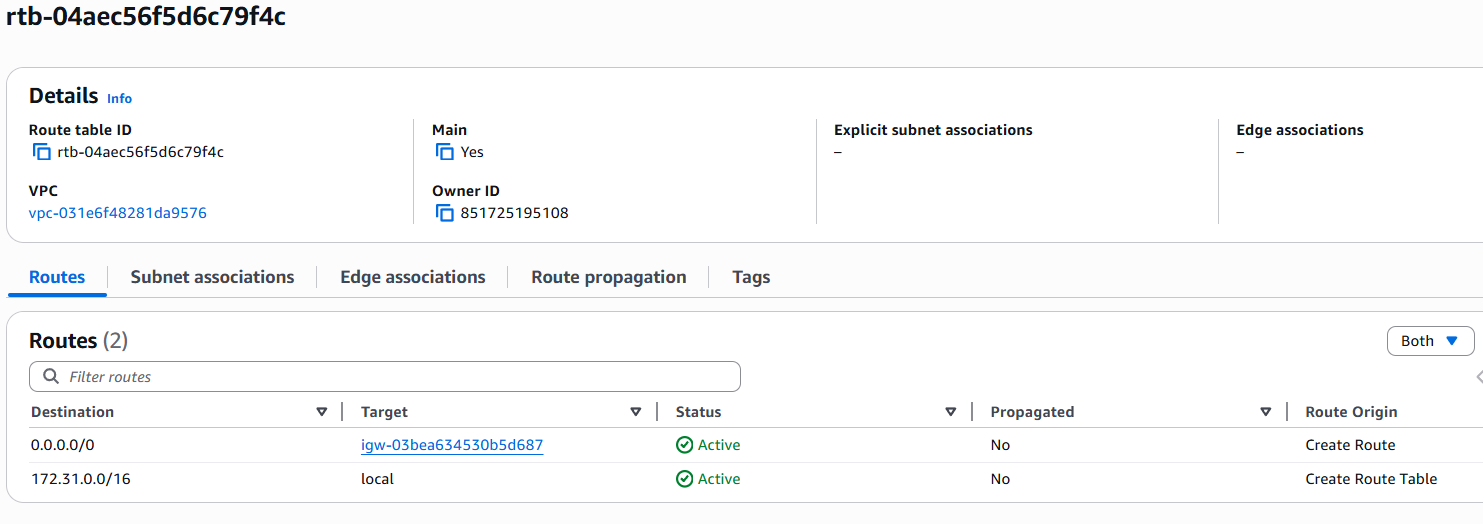 rtb-04aec56f5d6c79f4c
Details Info
Route table ID Main Explicit subnet associations Edge associations
rtb-04aec56f5d6c79f4c Yes – –
VPC Owner ID
vpc-031e6f48281da9576 851725195108
Routes Subnet associations Edge associations Route propagation Tags
Routes (2) Both
Filter routes
Destination Target Status Propagated Route Origin
0.0.0.0/0 igw-03bea634530b5d687 Active No Create Route
172.31.0.0/16 local Active No Create Route Table